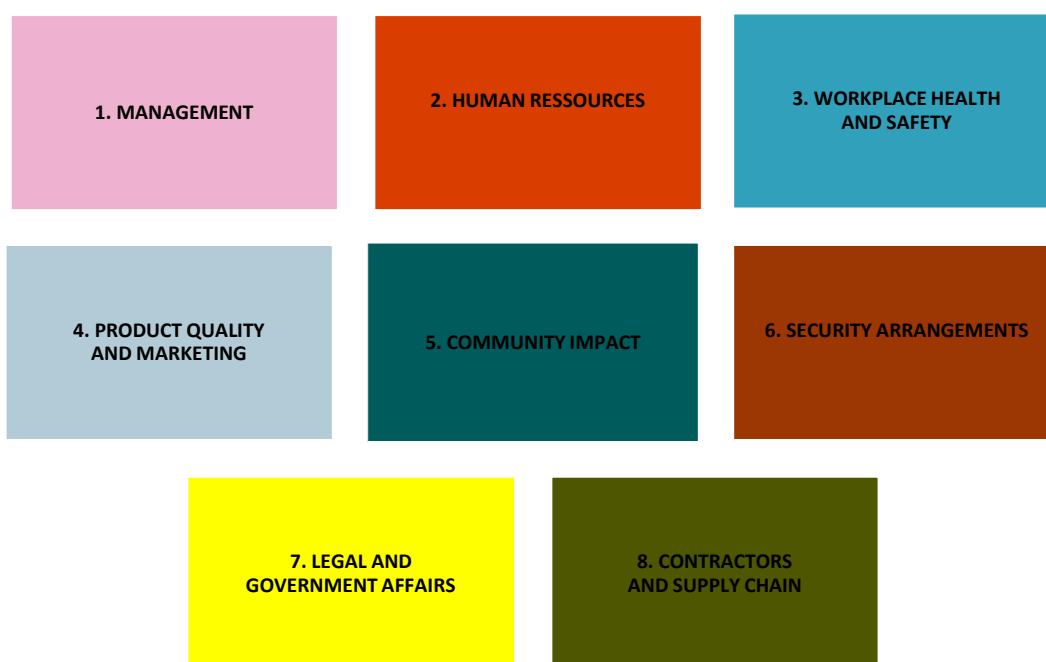 1. MANAGEMENT
2. HUMAN RESSOURCES
3. WORKPLACE HEALTH
AND SAFETY
4. PRODUCT QUALITY
AND MARKETING
5. COMMUNITY IMPACT
6. SECURITY ARRANGEMENTS
7. LEGAL AND
GOVERNMENT AFFAIRS
8. CONTRACTORS
AND SUPPLY CHAIN